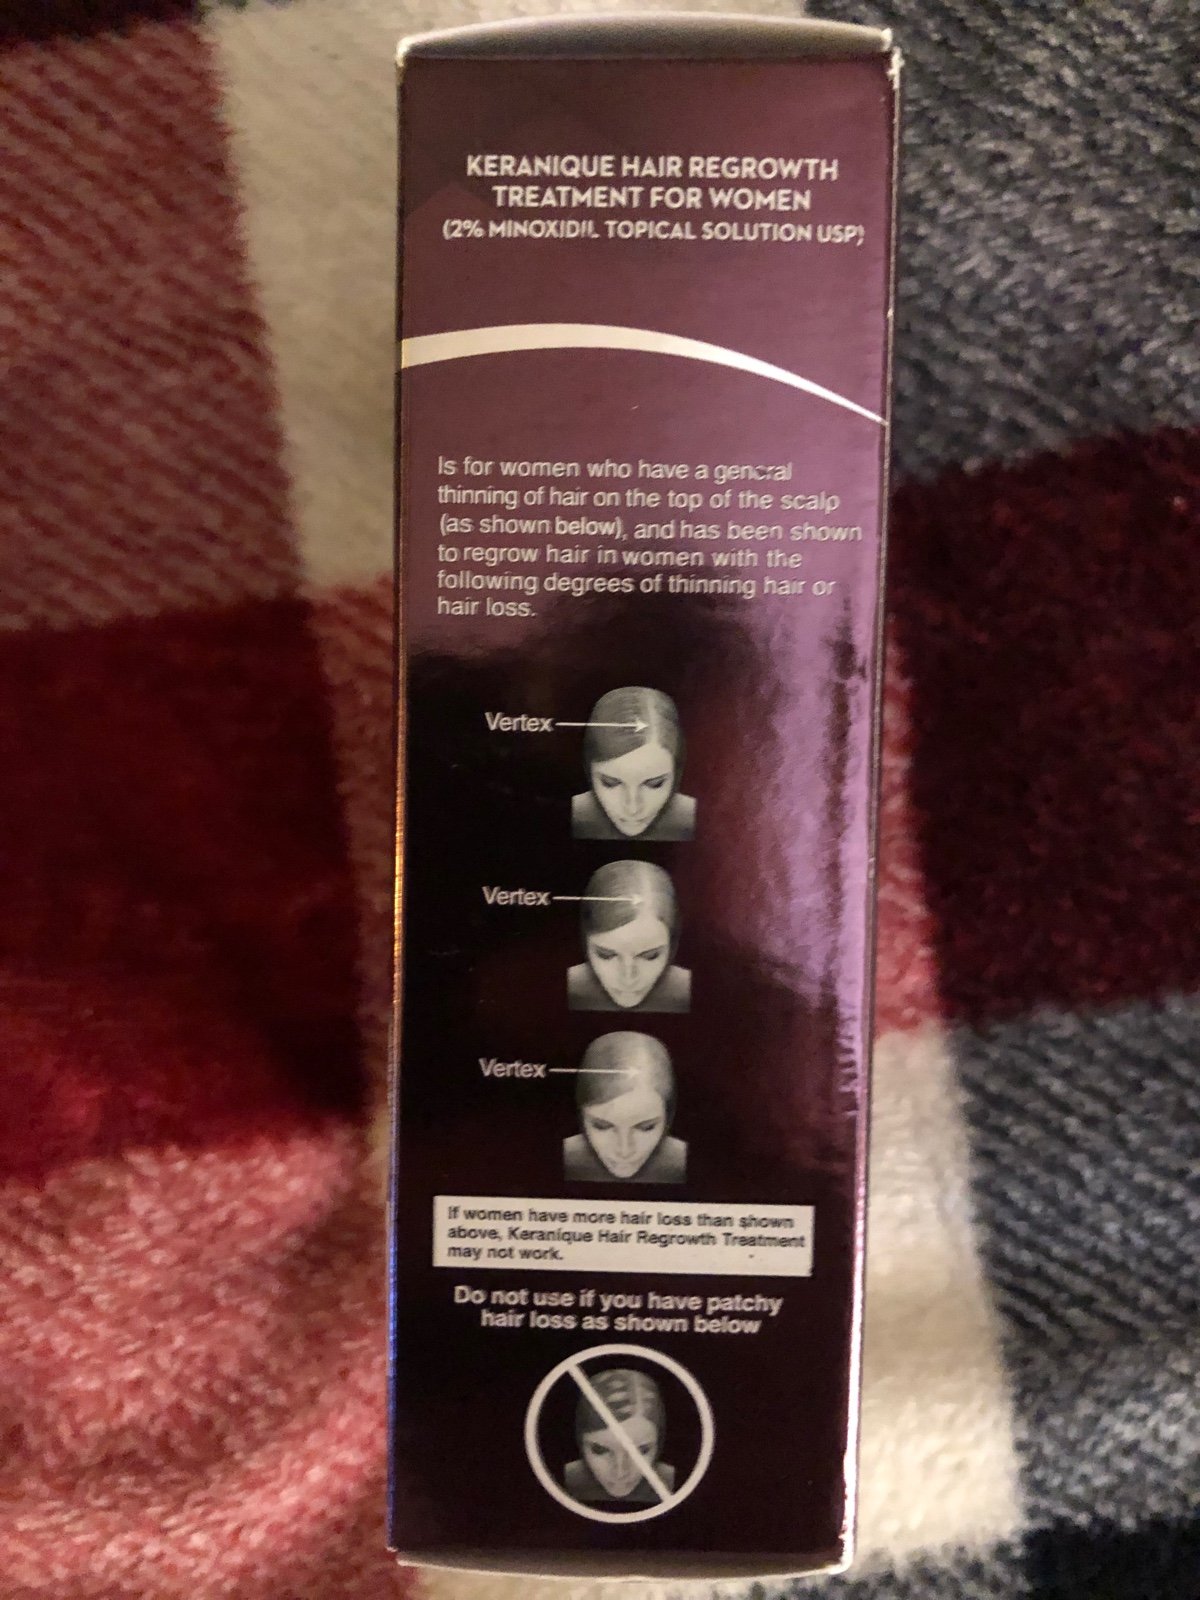 KERANIQUE HAIR REGROWTH
TREATMENT FOR WOMEN
(2% MINOXIDIL TOPICAL SOLUTION USP)
Is for women who have a general
thinning of hair on the top of the scalp
(as shown below), and has been shown
to regrow hair in women with the
following degrees of thinning hair or
hair loss.
Vertex
Vertex
Vertex
If women have more hair loss than shown
above, Keranique Hair Regrowth Treatment
may not work.
Do not use if you have patchy
hair loss as shown below